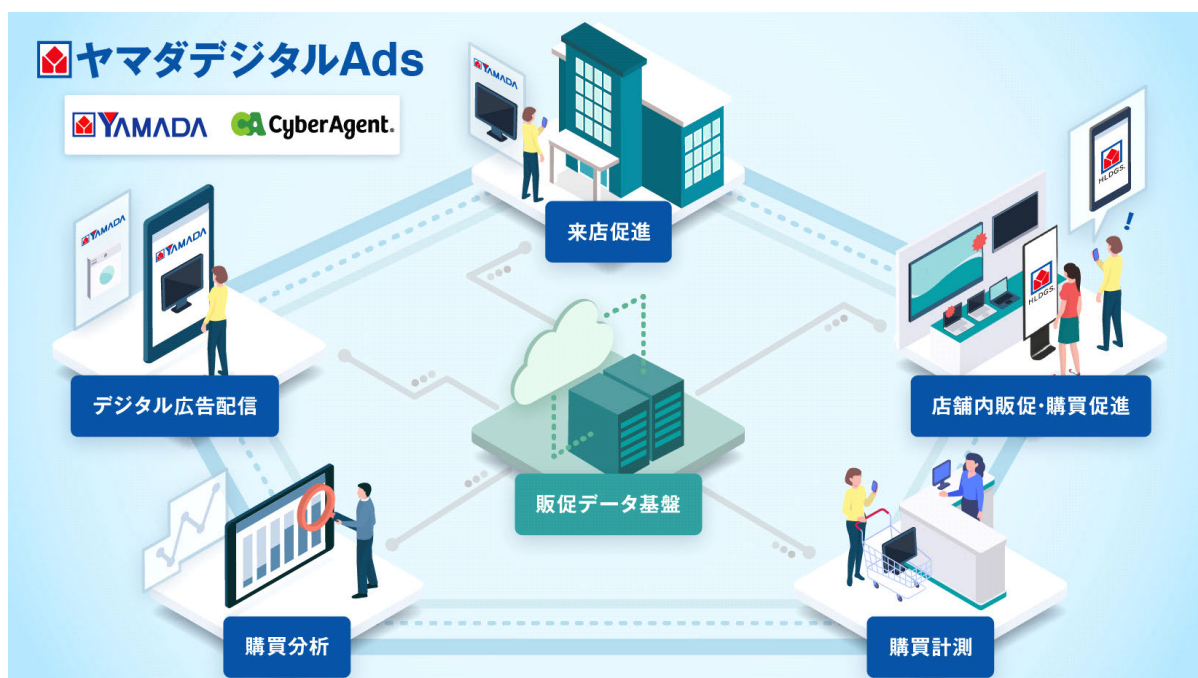 ヤマダデジタルAds
YAMADA
CyberAgent.
YAMADA
来店促進
HLDGS.
HLDGS.
店舗内販促・購買促進
YAMADA
YAMADA
デジタル広告配信
販促データ基盤
購買分析
購買計測